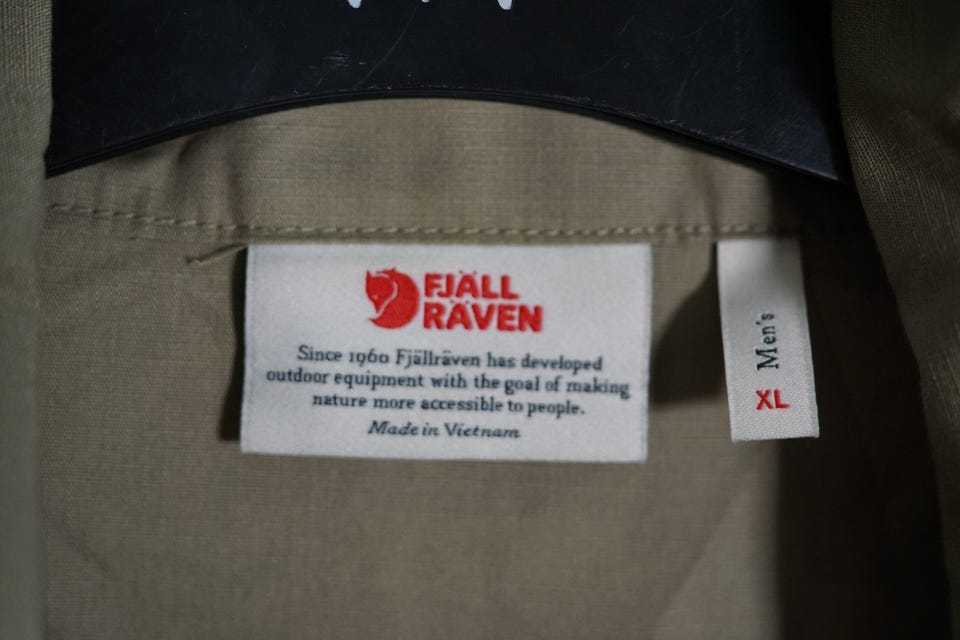 FJÄLL
RÄVEN
Since 1960 Fjällräven has developed
outdoor equipment with the goal of making
nature more accessible to people.
Made in Vietnam
Men's
XL